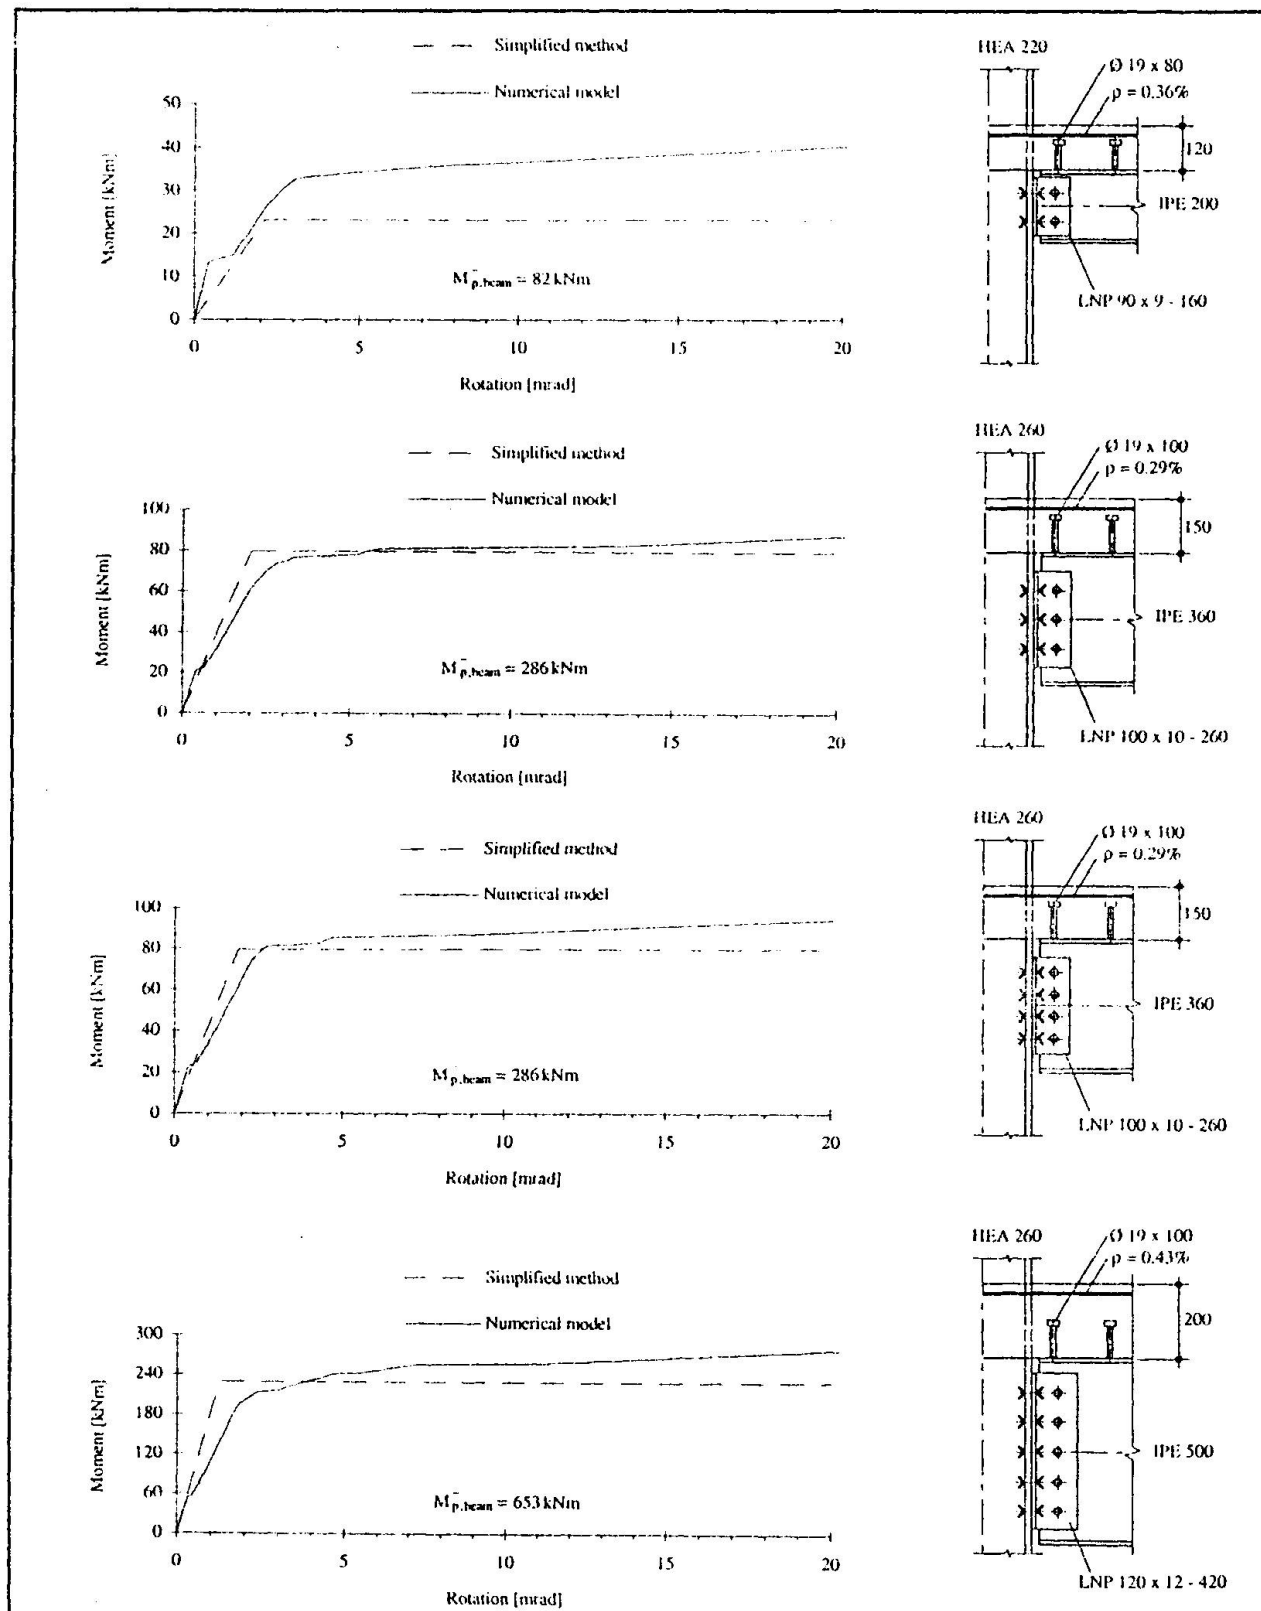 Simplified method
Numerical model
Moment [kNm]
50
40
30
20
10
0
0 5 10 15 20
Rotation [mrad]
M⁻p,beam = 82 kNm
HEA 220
Ø 19 x 80
ρ = 0.36%
120
IPE 200
LNP 90 x 9 - 160
Simplified method
Numerical model
Moment [kNm]
100
80
60
40
20
0
0 5 10 15 20
Rotation [mrad]
M⁻p,beam = 286 kNm
HEA 260
Ø 19 x 100
ρ = 0.29%
150
IPE 360
LNP 100 x 10 - 260
Simplified method
Numerical model
Moment [kNm]
100
80
60
40
20
0
0 5 10 15 20
Rotation [mrad]
M⁻p,beam = 286 kNm
HEA 260
Ø 19 x 100
ρ = 0.29%
150
IPE 360
LNP 100 x 10 - 260
Simplified method
Numerical model
Moment [kNm]
300
240
180
120
60
0
0 5 10 15 20
Rotation [mrad]
M⁻p,beam = 653 kNm
HEA 260
Ø 19 x 100
ρ = 0.43%
200
IPE 500
LNP 120 x 12 - 420